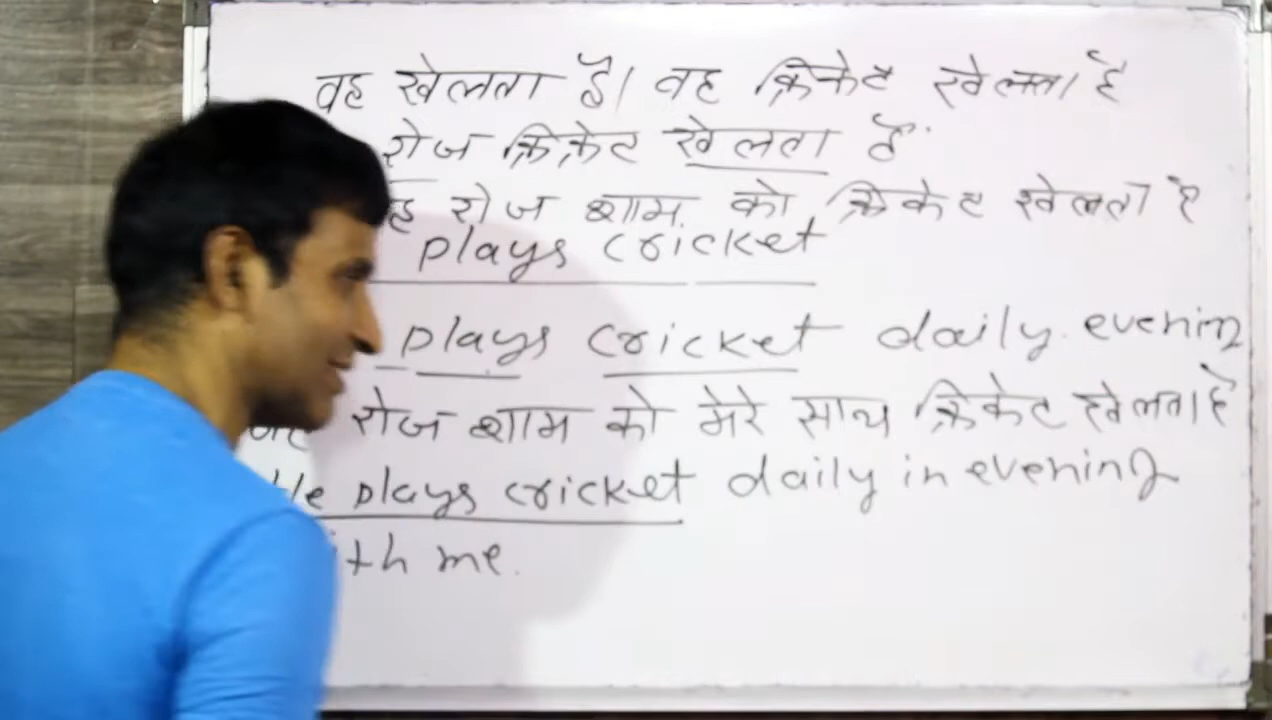 वह खेलता है। वह क्रिकेट खेलता है
रोज क्रिकेट खेलता है
रोज शाम को क्रिकेट खेलता है
plays cricket
plays cricket daily evening
रोज शाम को मेरे साथ क्रिकेट खेलता है
He plays cricket daily in evening
me.